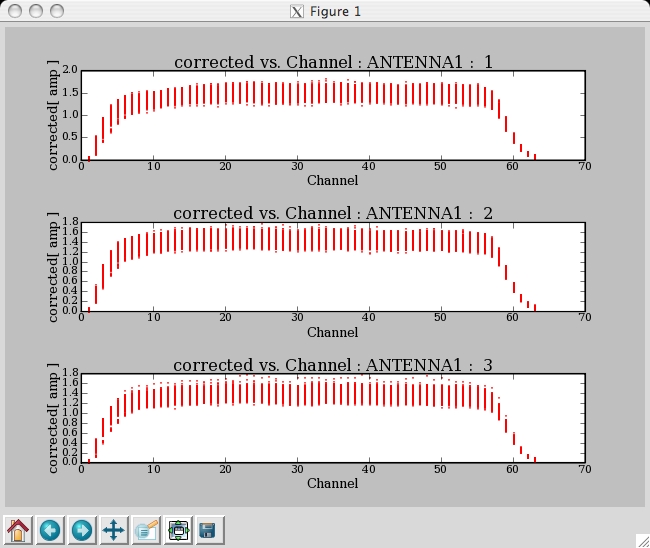 Figure 1
corrected vs. Channel : ANTENNA1 : 1
corrected[ amp ]
2.0
1.5
1.0
0.5
0.0
0 10 20 30 40 50 60 70
Channel
corrected vs. Channel : ANTENNA1 : 2
corrected[ amp ]
1.8
1.6
1.4
1.2
1.0
0.8
0.6
0.4
0.2
0.0
0 10 20 30 40 50 60 70
Channel
corrected vs. Channel : ANTENNA1 : 3
corrected[ amp ]
1.8
1.6
1.4
1.2
1.0
0.8
0.6
0.4
0.2
0.0
0 10 20 30 40 50 60 70
Channel